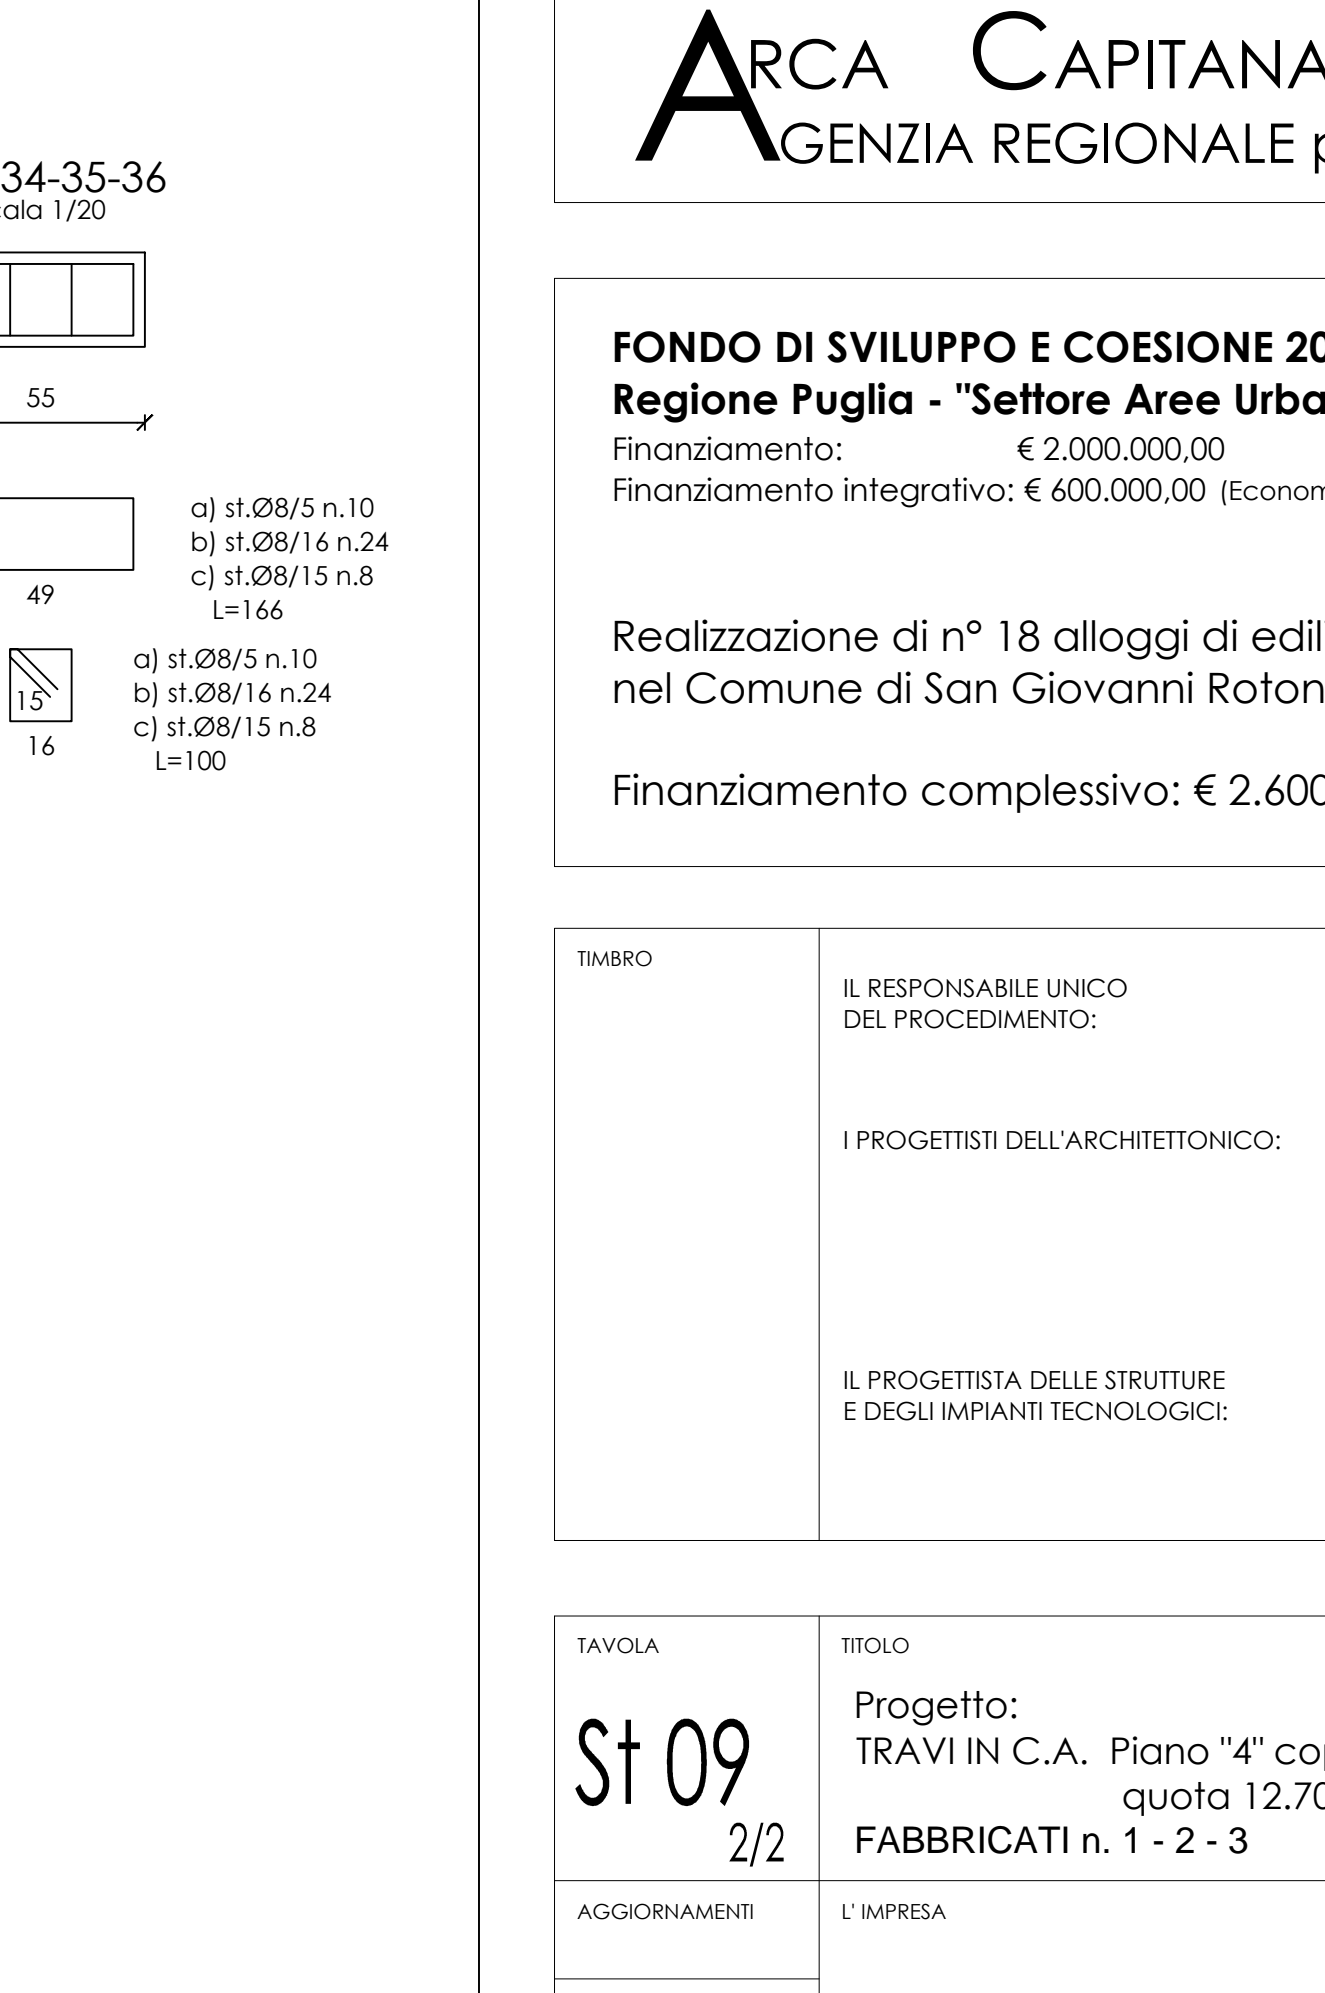 34-35-36
cala 1/20
55
49
a) st.Ø8/5 n.10
b) st.Ø8/16 n.24
c) st.Ø8/15 n.8
L=166
15
16
a) st.Ø8/5 n.10
b) st.Ø8/16 n.24
c) st.Ø8/15 n.8
L=100
ARCA CAPITANA
AGENZIA REGIONALE p
FONDO DI SVILUPPO E COESIONE 20
Regione Puglia - "Settore Aree Urba
Finanziamento: € 2.000.000,00
Finanziamento integrativo: € 600.000,00 (Econom
Realizzazione di n° 18 alloggi di edil
nel Comune di San Giovanni Roton
Finanziamento complessivo: € 2.600
TIMBRO
IL RESPONSABILE UNICO
DEL PROCEDIMENTO:
I PROGETTISTI DELL'ARCHITETTONICO:
IL PROGETTISTA DELLE STRUTTURE
E DEGLI IMPIANTI TECNOLOGICI:
TAVOLA
St 09
2/2
TITOLO
Progetto:
TRAVI IN C.A. Piano "4" cop
quota 12.70
FABBRICATI n. 1 - 2 - 3
AGGIORNAMENTI
L' IMPRESA